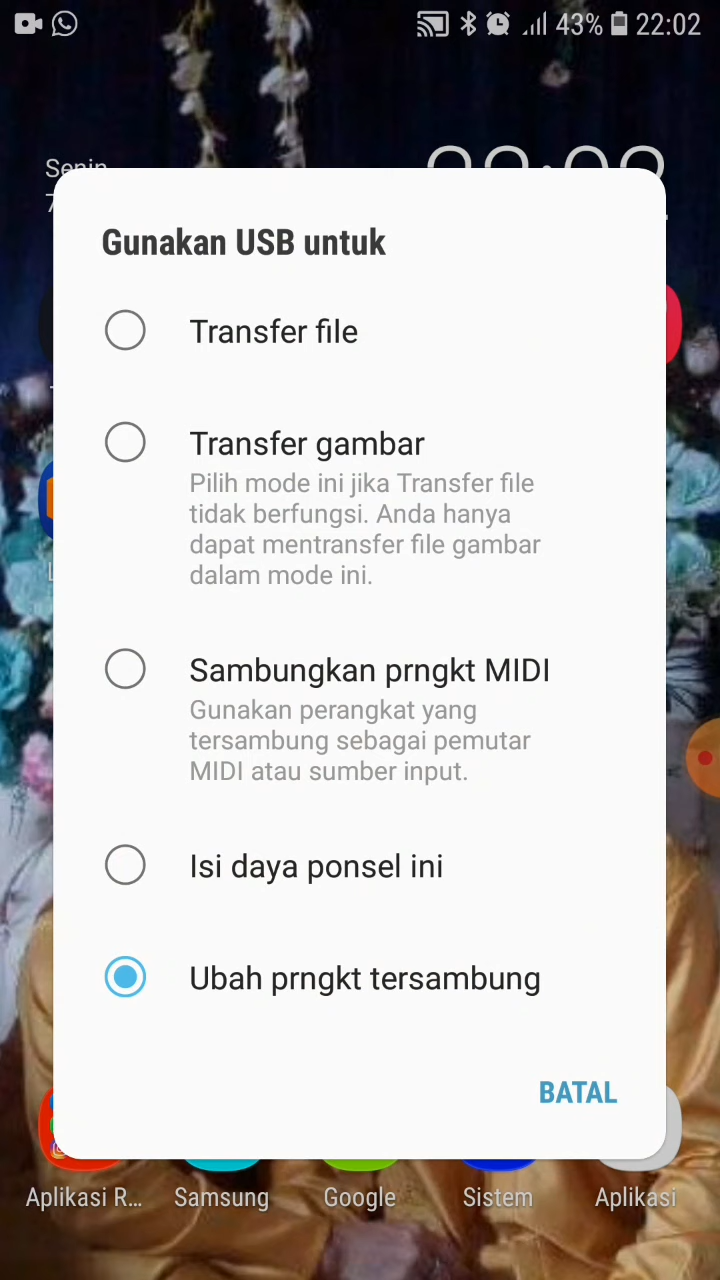 43% 22:02
Senin
Gunakan USB untuk
Transfer file
Transfer gambar
Pilih mode ini jika Transfer file
tidak berfungsi. Anda hanya
dapat mentransfer file gambar
dalam mode ini.
Sambungkan prngkt MIDI
Gunakan perangkat yang
tersambung sebagai pemutar
MIDI atau sumber input.
Isi daya ponsel ini
Ubah prngkt tersambung
BATAL
Aplikasi R... Samsung Google Sistem Aplikasi